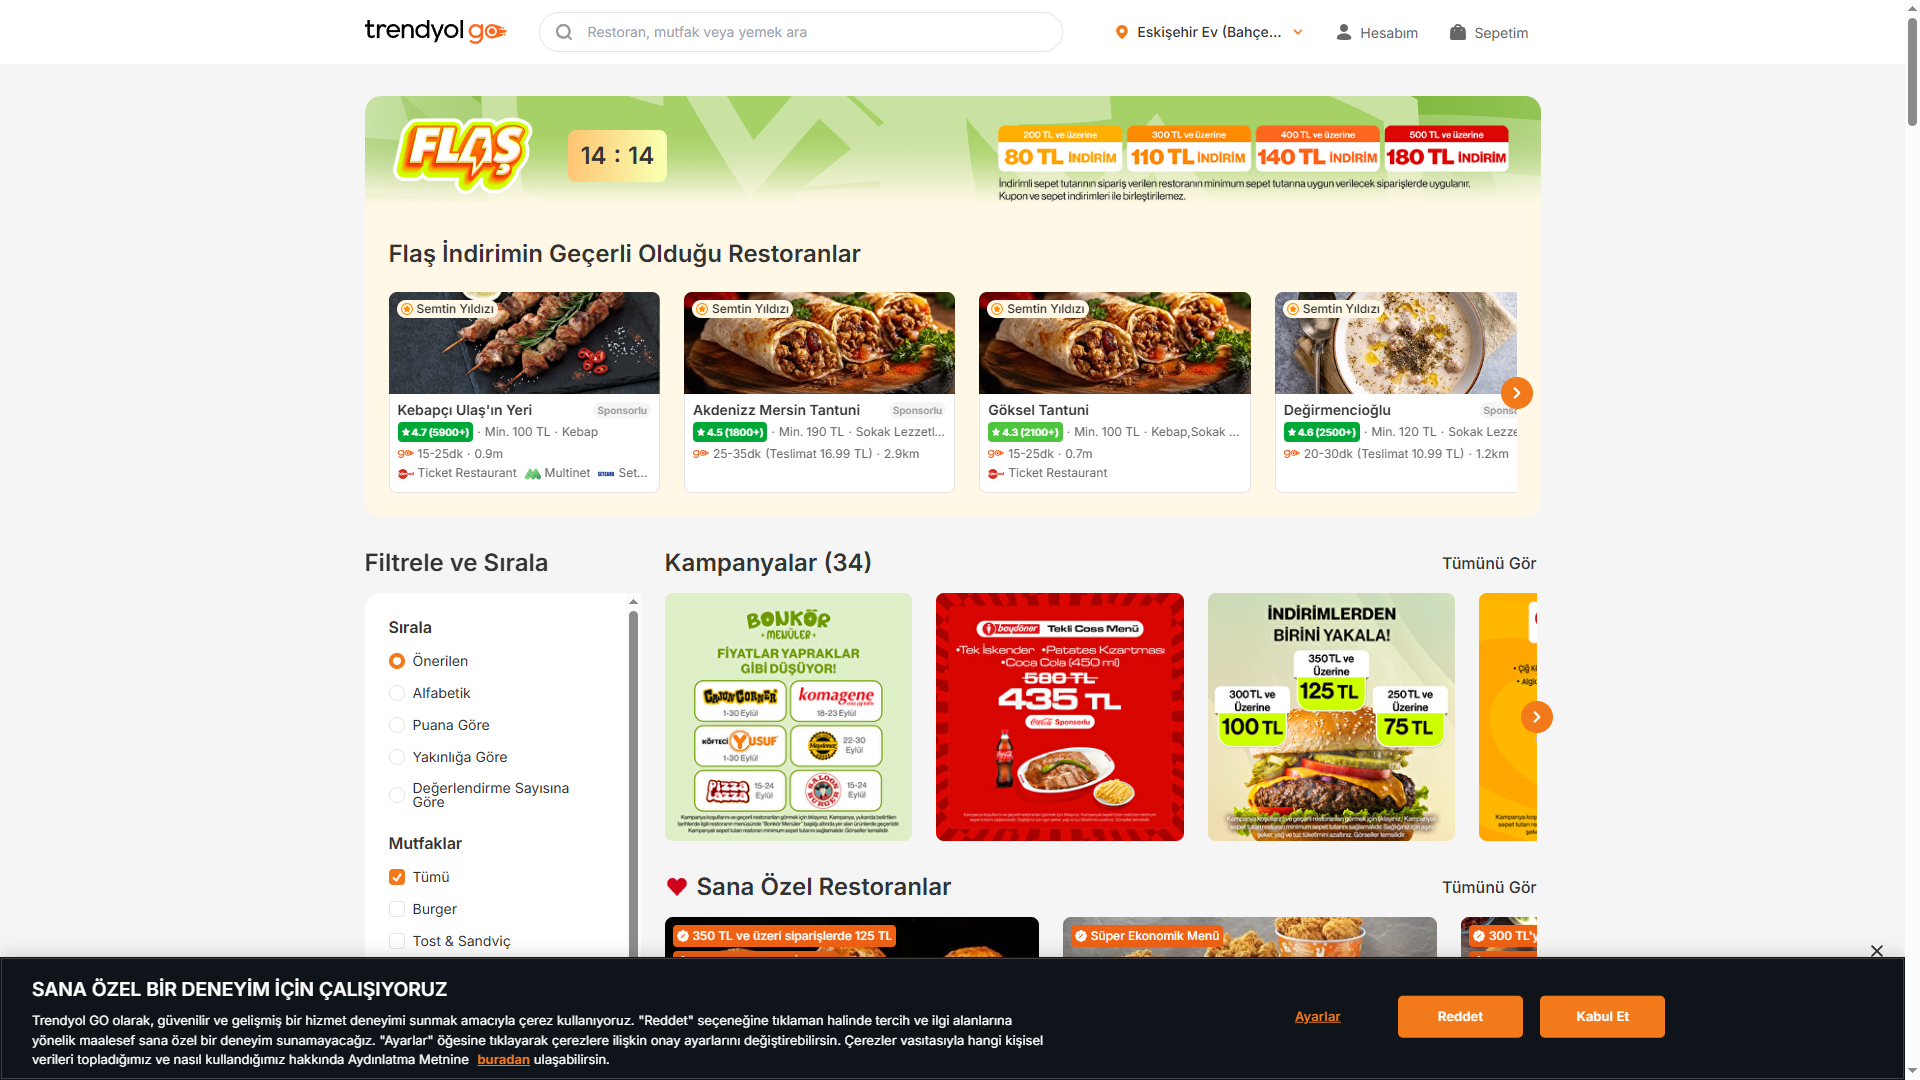 trendyol go
Restoran, mutfak veya yemek ara
Eskişehir Ev (Bahçe...
Hesabım
Sepetim
FLAŞ
14 : 14
200 TL ve üzerine
80 TL İNDİRİM
300 TL ve üzerine
110 TL İNDİRİM
400 TL ve üzerine
140 TL İNDİRİM
500 TL ve üzerine
180 TL İNDİRİM
İndirimli sepet tutarının sipariş verilen restoranın minimum sepet tutarına uygun verilecek siparişlerde uygulanır.
Kupon ve sepet indirimleri ile birleştirilemez.
Flaş İndirimin Geçerli Olduğu Restoranlar
Semtin Yıldızı
Kebapçı Ulaş'ın Yeri
Sponsorlu
4.7 (5900+) · Min. 100 TL · Kebap
go 15-25dk · 0.9m
Ticket Restaurant Multinet SETCARD Set...
Semtin Yıldızı
Akdenizz Mersin Tantuni
Sponsorlu
4.5 (1800+) · Min. 190 TL · Sokak Lezzetl...
go 25-35dk (Teslimat 16.99 TL) · 2.9km
Semtin Yıldızı
Göksel Tantuni
4.3 (2100+) · Min. 100 TL · Kebap,Sokak ...
go 15-25dk · 0.7m
Ticket Restaurant
Semtin Yıldızı
Değirmencioğlu
Spons
4.6 (2500+) · Min. 120 TL · Sokak Lezze
go 20-30dk (Teslimat 10.99 TL) · 1.2km
Filtrele ve Sırala
Sırala
Önerilen
Alfabetik
Puana Göre
Yakınlığa Göre
Değerlendirme Sayısına
Göre
Mutfaklar
Tümü
Burger
Tost & Sandviç
Kampanyalar (34)
Tümünü Gör
BONKÖR
MENÜLER
FİYATLAR YAPRAKLAR
GİBİ DÜŞÜYOR!
CAJUN CORNER
1-30 Eylül
komagene
18-23 Eylül
KÖFTECİ YUSUF
1-30 Eylül
Maydonoz
22-30
Eylül
PIZZA LAZZA
15-24
Eylül
SALOON BURGER
15-24
Eylül
baydöner Tekli Coss Menü
•Tek İskender •Patates Kızartması
•Coca Cola (450 ml)
580 TL
435 TL
Coca-Cola Sponsorlu
İNDİRİMLERDEN
BİRİNİ YAKALA!
350 TL ve
Üzerine
125 TL
300 TL ve
Üzerine
100 TL
250 TL ve
Üzerine
75 TL
• Çiğ K
Sana Özel Restoranlar
Tümünü Gör
350 TL ve üzeri siparişlerde 125 TL
Süper Ekonomik Menü
300 TL'y
SANA ÖZEL BİR DENEYİM İÇİN ÇALIŞIYORUZ
Trendyol GO olarak, güvenilir ve gelişmiş bir hizmet deneyimi sunmak amacıyla çerez kullanıyoruz. "Reddet" seçeneğine tıklaman halinde tercih ve ilgi alanlarına
yönelik maalesef sana özel bir deneyim sunamayacağız. "Ayarlar" öğesine tıklayarak çerezlere ilişkin onay ayarlarını değiştirebilirsin. Çerezler vasıtasıyla hangi kişisel
verileri topladığımız ve nasıl kullandığımız hakkında Aydınlatma Metnine buradan ulaşabilirsin.
Ayarlar
Reddet
Kabul Et